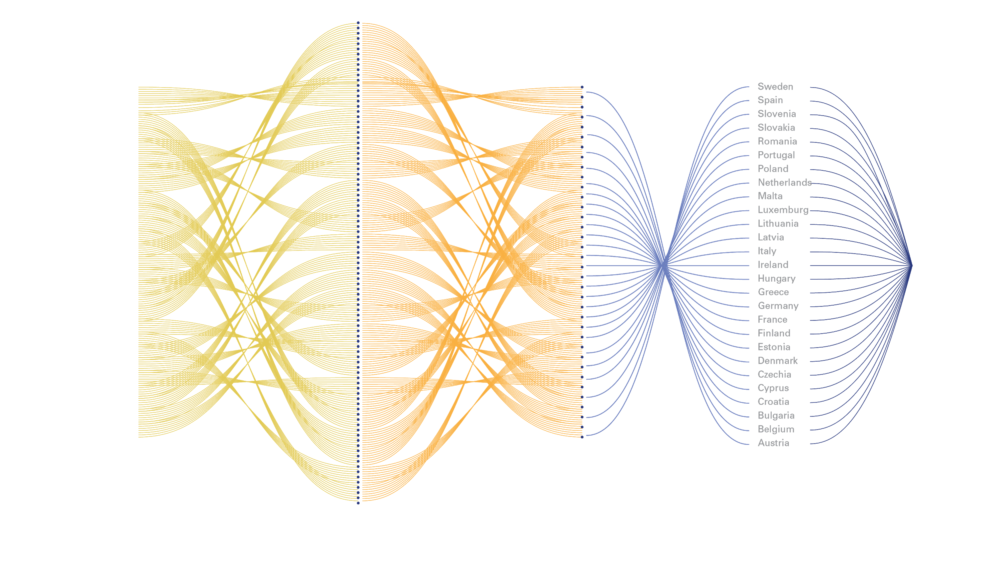 Sweden
Spain
Slovenia
Slovakia
Romania
Portugal
Poland
Netherlands
Malta
Luxemburg
Lithuania
Latvia
Italy
Ireland
Hungary
Greece
Germany
France
Finland
Estonia
Denmark
Czechia
Cyprus
Croatia
Bulgaria
Belgium
Austria